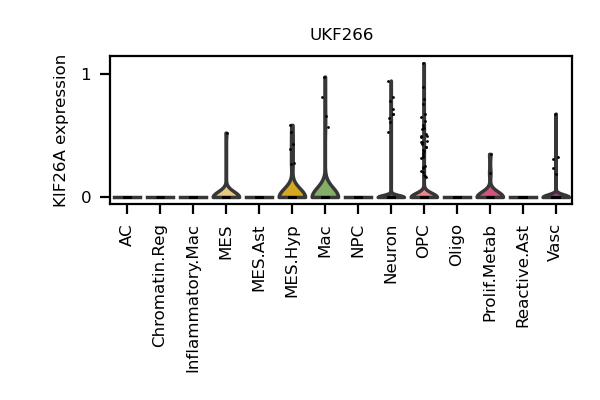 UKF266
KIF26A expression
1
0
AC
Chromatin.Reg
Inflammatory.Mac
MES
MES.Ast
MES.Hyp
Mac
NPC
Neuron
OPC
Oligo
Prolif.Metab
Reactive.Ast
Vasc